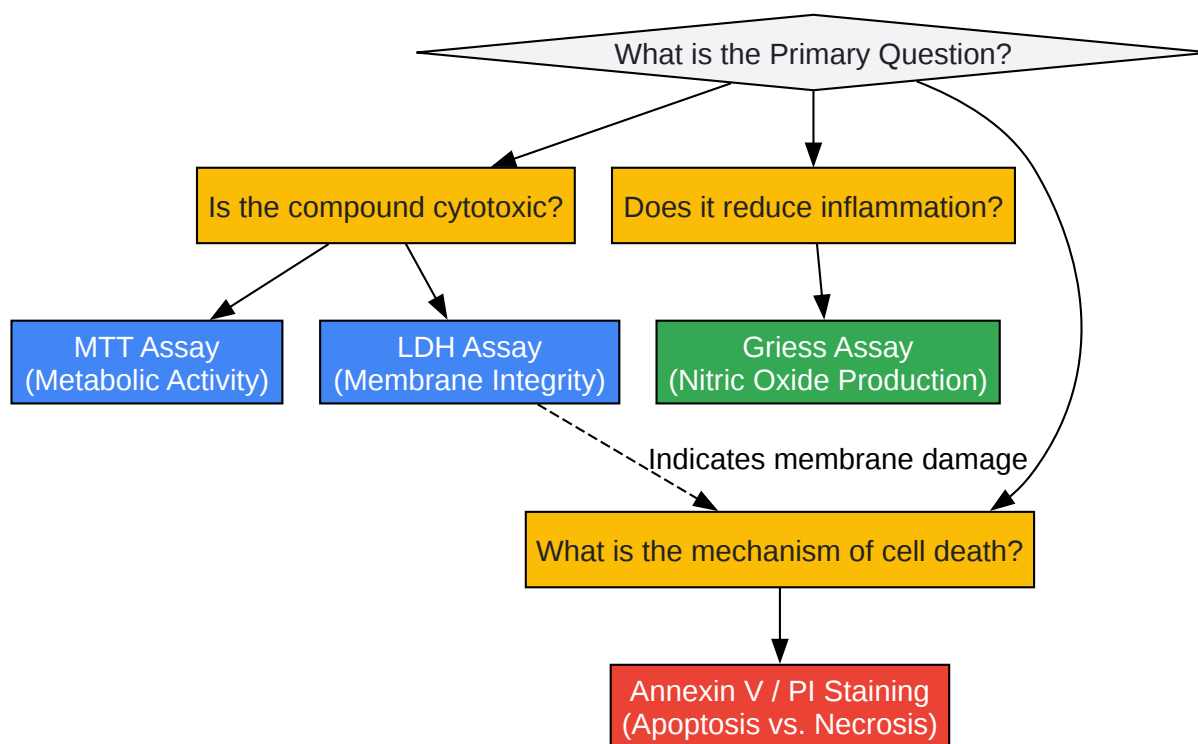 What is the Primary Question?
Is the compound cytotoxic?
Does it reduce inflammation?
MTT Assay
(Metabolic Activity)
LDH Assay
(Membrane Integrity)
Griess Assay
(Nitric Oxide Production)
Indicates membrane damage
What is the mechanism of cell death?
Annexin V / PI Staining
(Apoptosis vs. Necrosis)